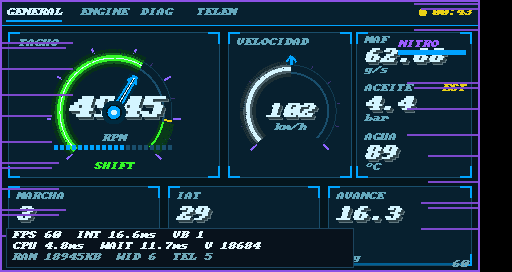 GENERAL ENGINE DIAG TELEM
00:43
TACHO
VELOCIDAD
MAF
NITRO
g/s
ACEITE
4.4
bar
102
km/h
RPM
SHIFT
AGUA
89
°C
MARCHA
3
IAT
29
AVANCE
16.3
FPS 60 INT 16.6ms VB 1
CPU 4.8ms WAIT 11.7ms V 18684
RAM 18945KB WID 6 TEL 5
60